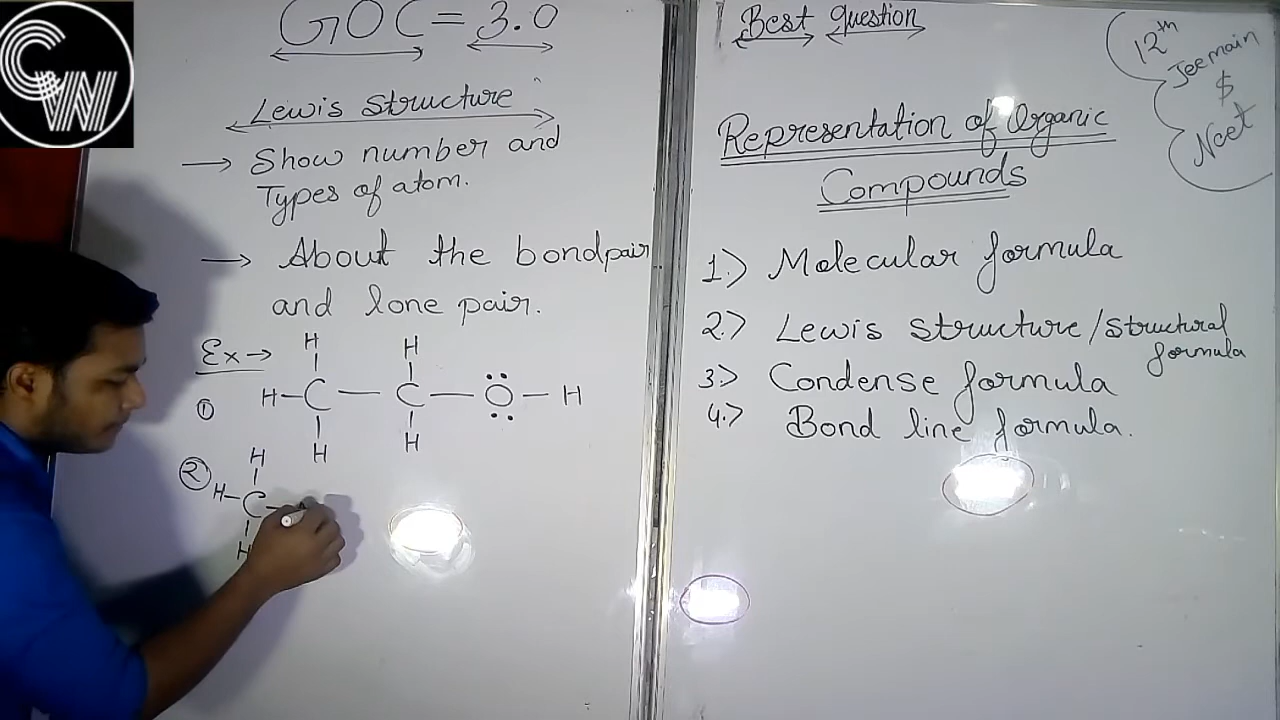 CW
GOC = 3.0
Lewis Structure
→ Show number and
Types of atom.
→ About the bondpair
and lone pair.
Ex →
①
H H
H–C — C — Ö – H
H H
②
H
H–C–
H
Best question
12th
Jee main
$
Neet
Representation of Organic
Compounds
1.) Molecular formula
2.) Lewis structure/structural
formula
3.) Condense formula
4.) Bond line formula.